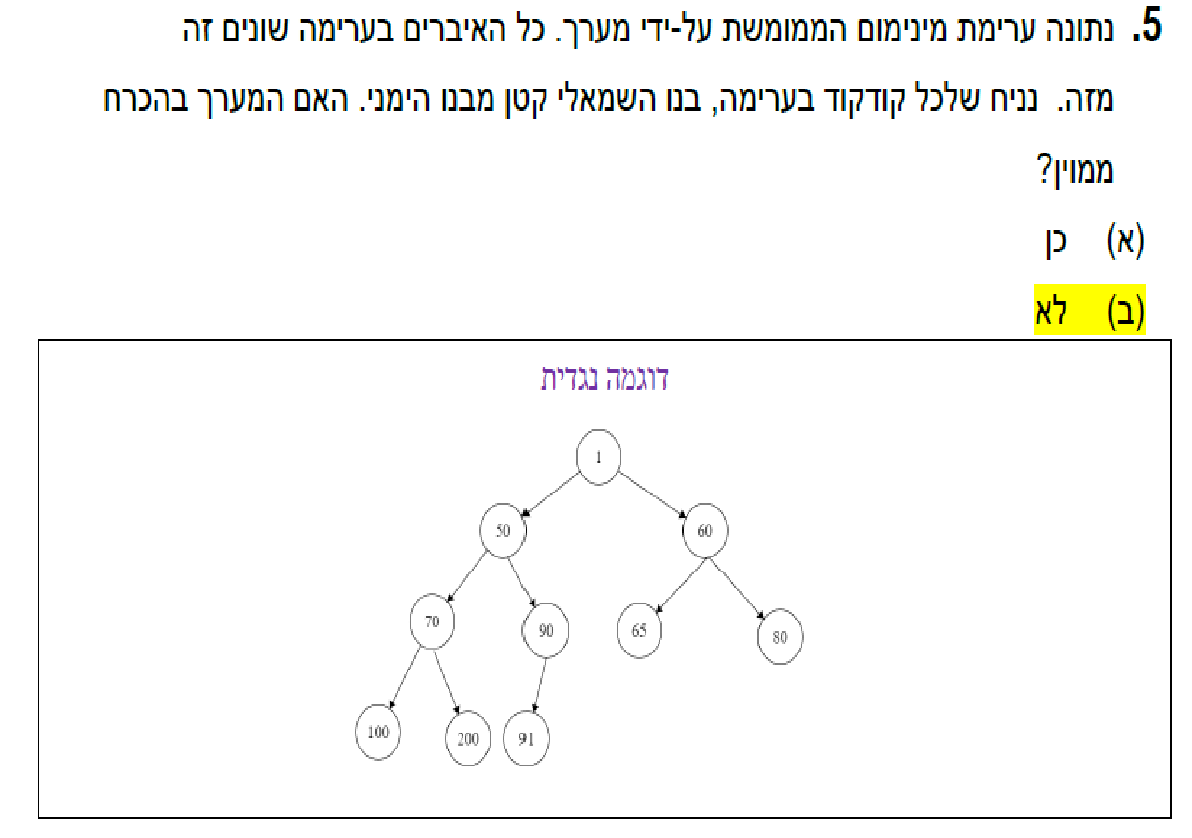 5. נתונה ערימת מינימום הממומשת על-ידי מערך. כל האיברים בערימה שונים זה
מזה. נניח שלכל קודקוד בערימה, בנו השמאלי קטן מבנו הימני. האם המערך בהכרח
ממוין?
(א) כן
(ב) לא
דוגמה נגדית
1
50 60
70 90 65 80
100 200 91